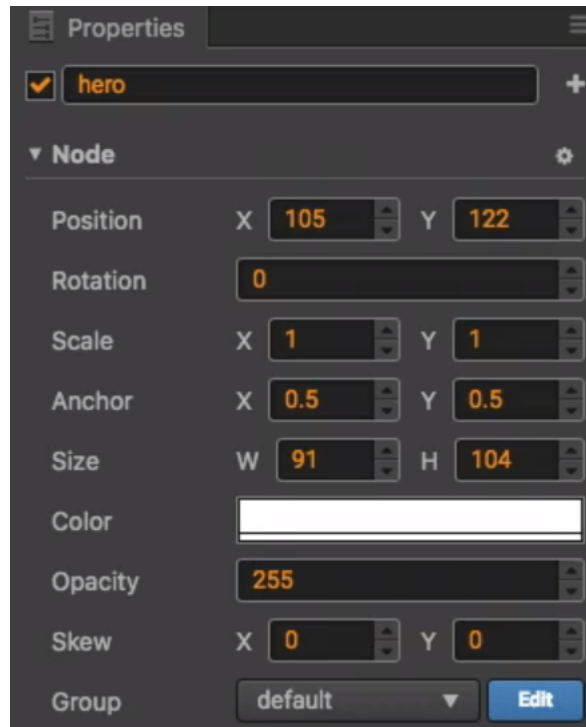 Properties
hero
Node
Position X 105 Y 122
Rotation 0
Scale X 1 Y 1
Anchor X 0.5 Y 0.5
Size W 91 H 104
Color
Opacity 255
Skew X 0 Y 0
Group default Edit